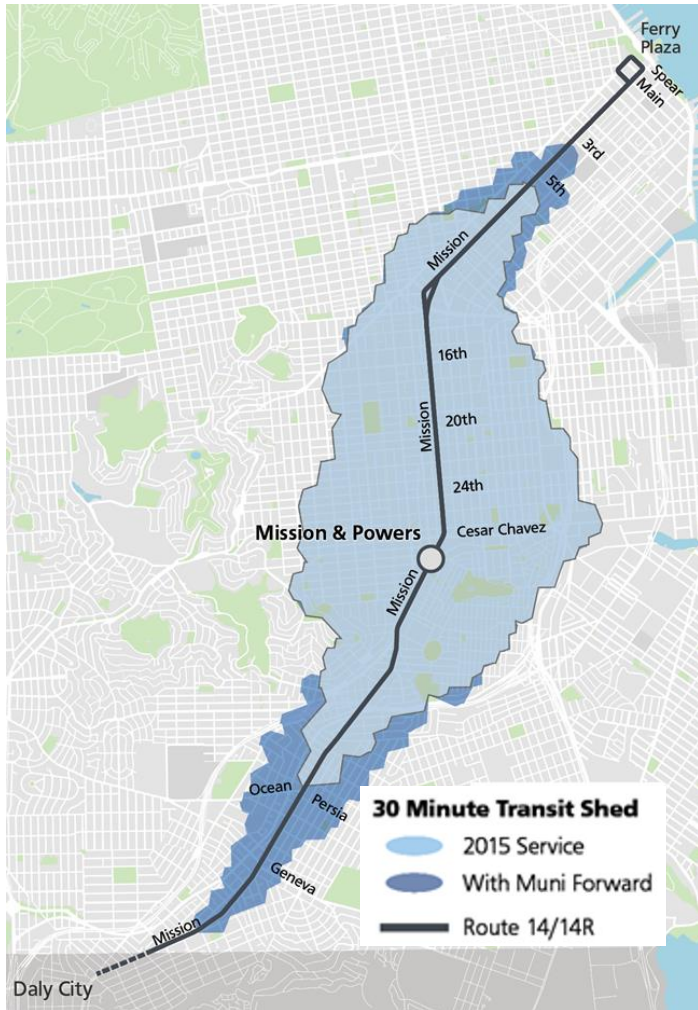 Ferry
Plaza
Spear
Main
3rd
5th
Mission
16th
Mission
20th
24th
Mission & Powers
Cesar Chavez
Mission
Ocean
Persia
Geneva
Mission
Daly City
30 Minute Transit Shed
2015 Service
With Muni Forward
Route 14/14R